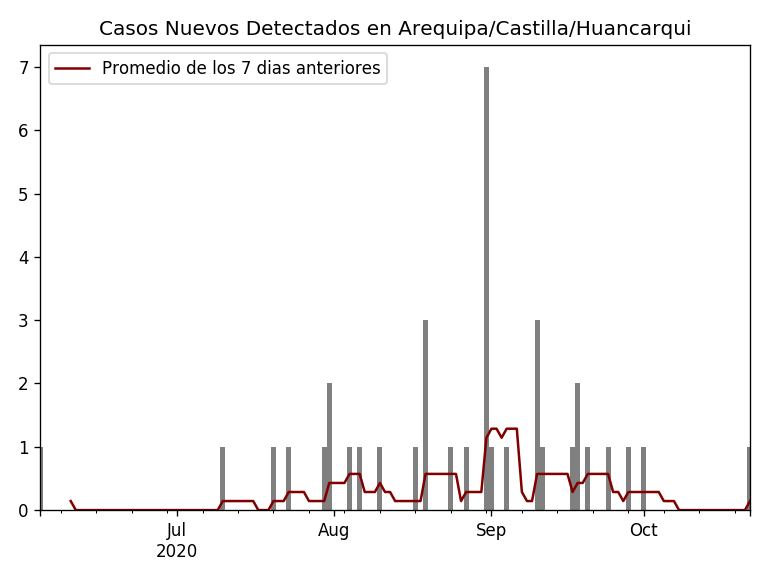 Casos Nuevos Detectados en Arequipa/Castilla/Huancarqui
Promedio de los 7 dias anteriores
7
6
5
4
3
2
1
0
Jul
2020
Aug
Sep
Oct